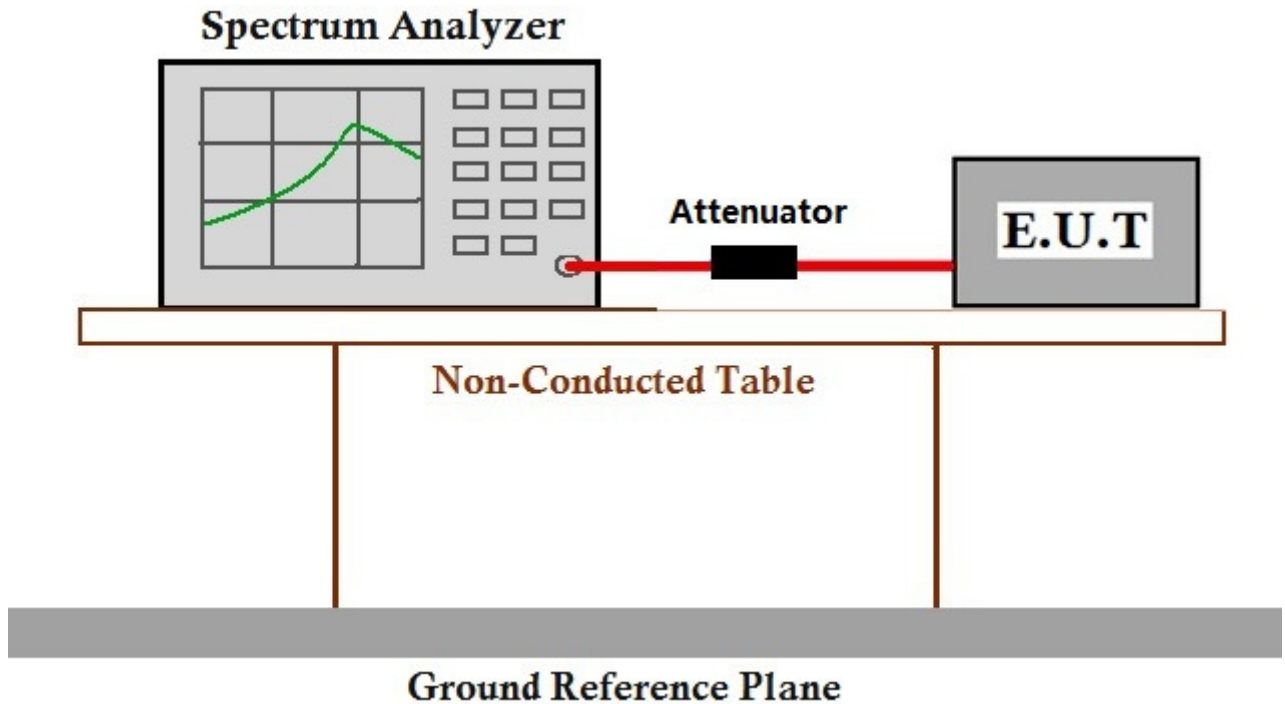 Spectrum Analyzer
Attenuator
E.U.T
Non-Conducted Table
Ground Reference Plane